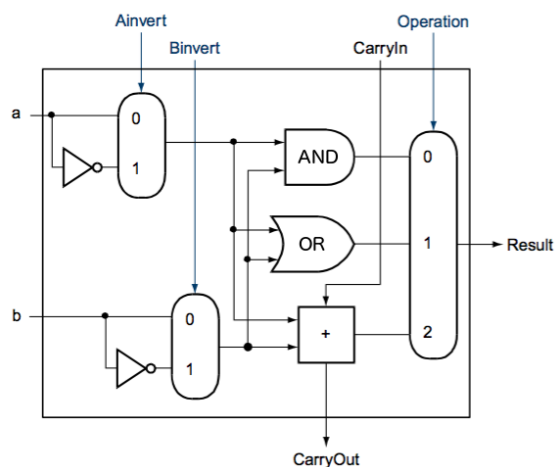 Ainvert
Operation
CarryIn
Binvert
a
0
1
AND
0
OR
1
Result
b
0
1
+
2
CarryOut